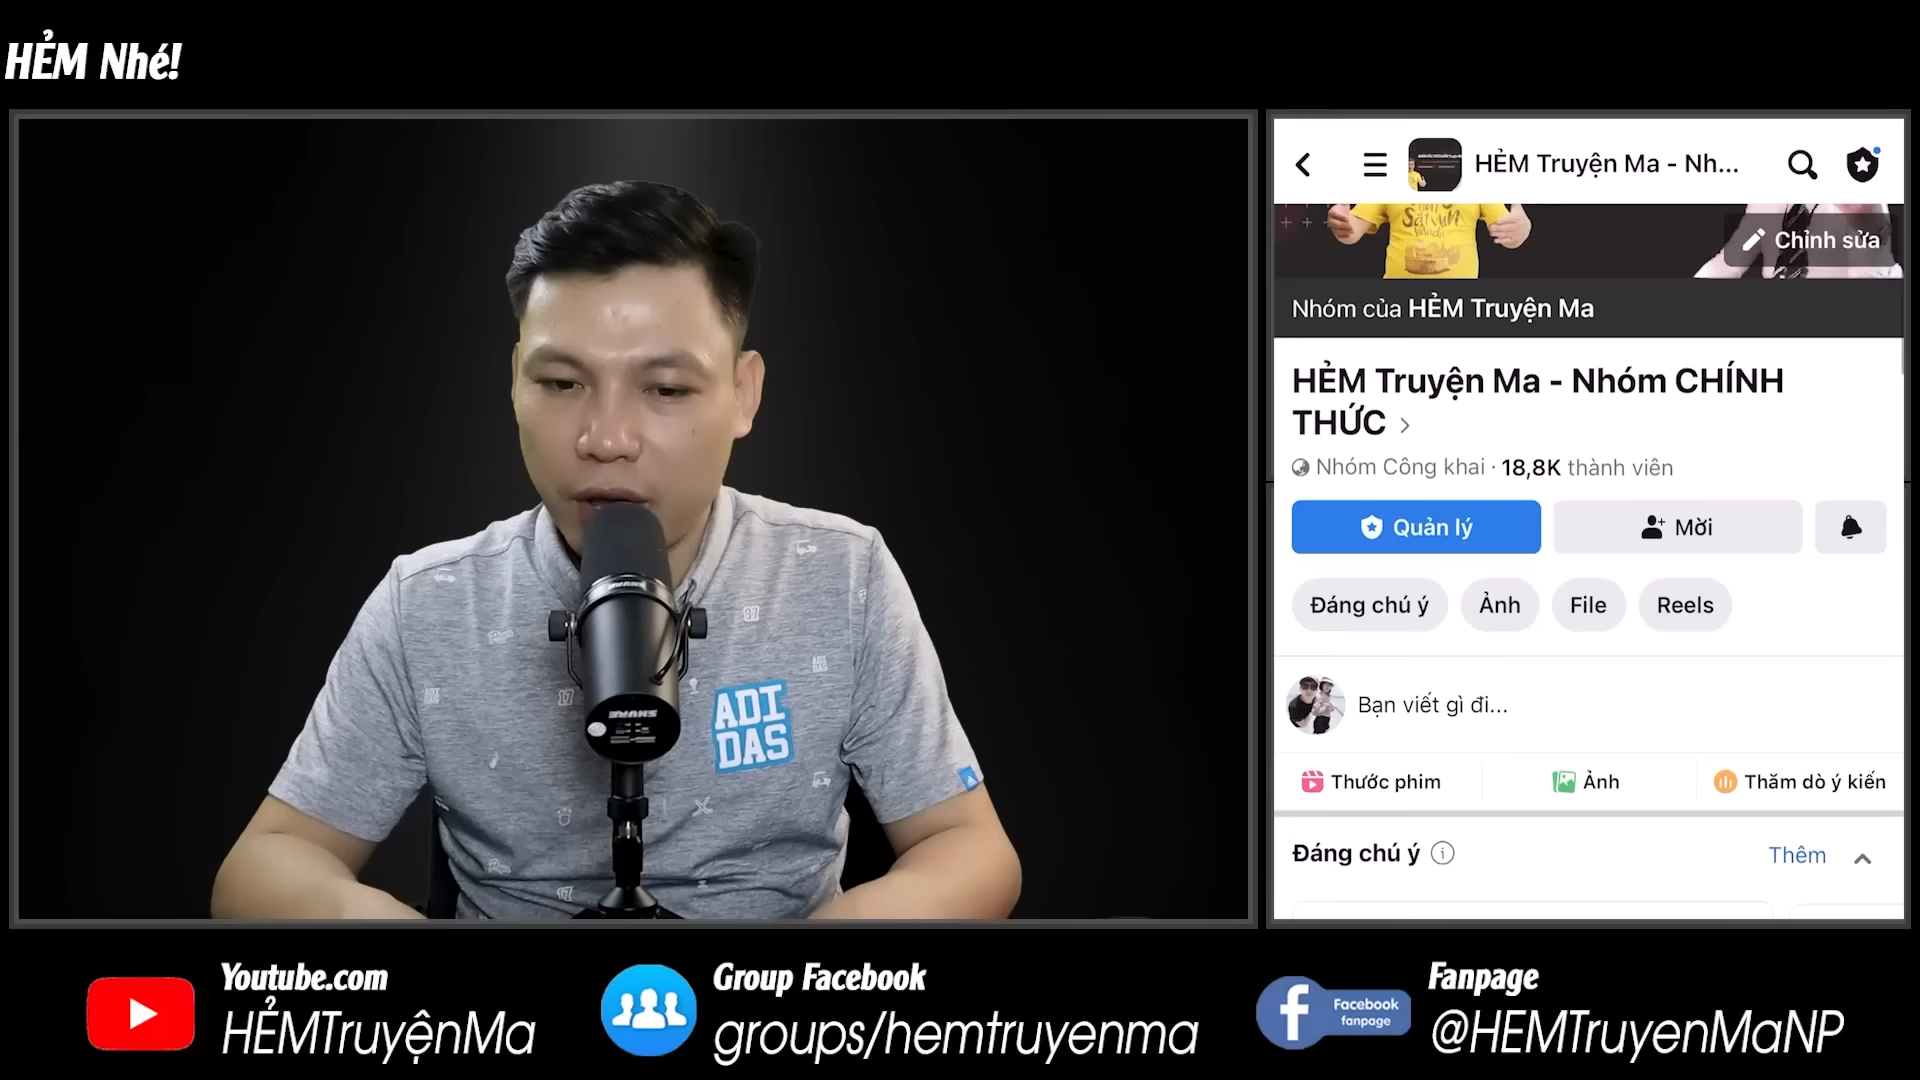 HẺM Nhé!
HẺM Truyện Ma - Nh...
Chỉnh sửa
Nhóm của HẺM Truyện Ma
HẺM Truyện Ma - Nhóm CHÍNH
THỨC
Nhóm Công khai · 18,8K thành viên
Quản lý
Mời
Đáng chú ý
Ảnh
File
Reels
Bạn viết gì đi...
Thước phim
Ảnh
Thăm dò ý kiến
Đáng chú ý
Thêm
97
17
ADI
DAS
SHURE
Youtube.com
HẺMTruyệnMa
Group Facebook
groups/hemtruyenma
Facebook
fanpage
Fanpage
@HEMTruyenMaNP